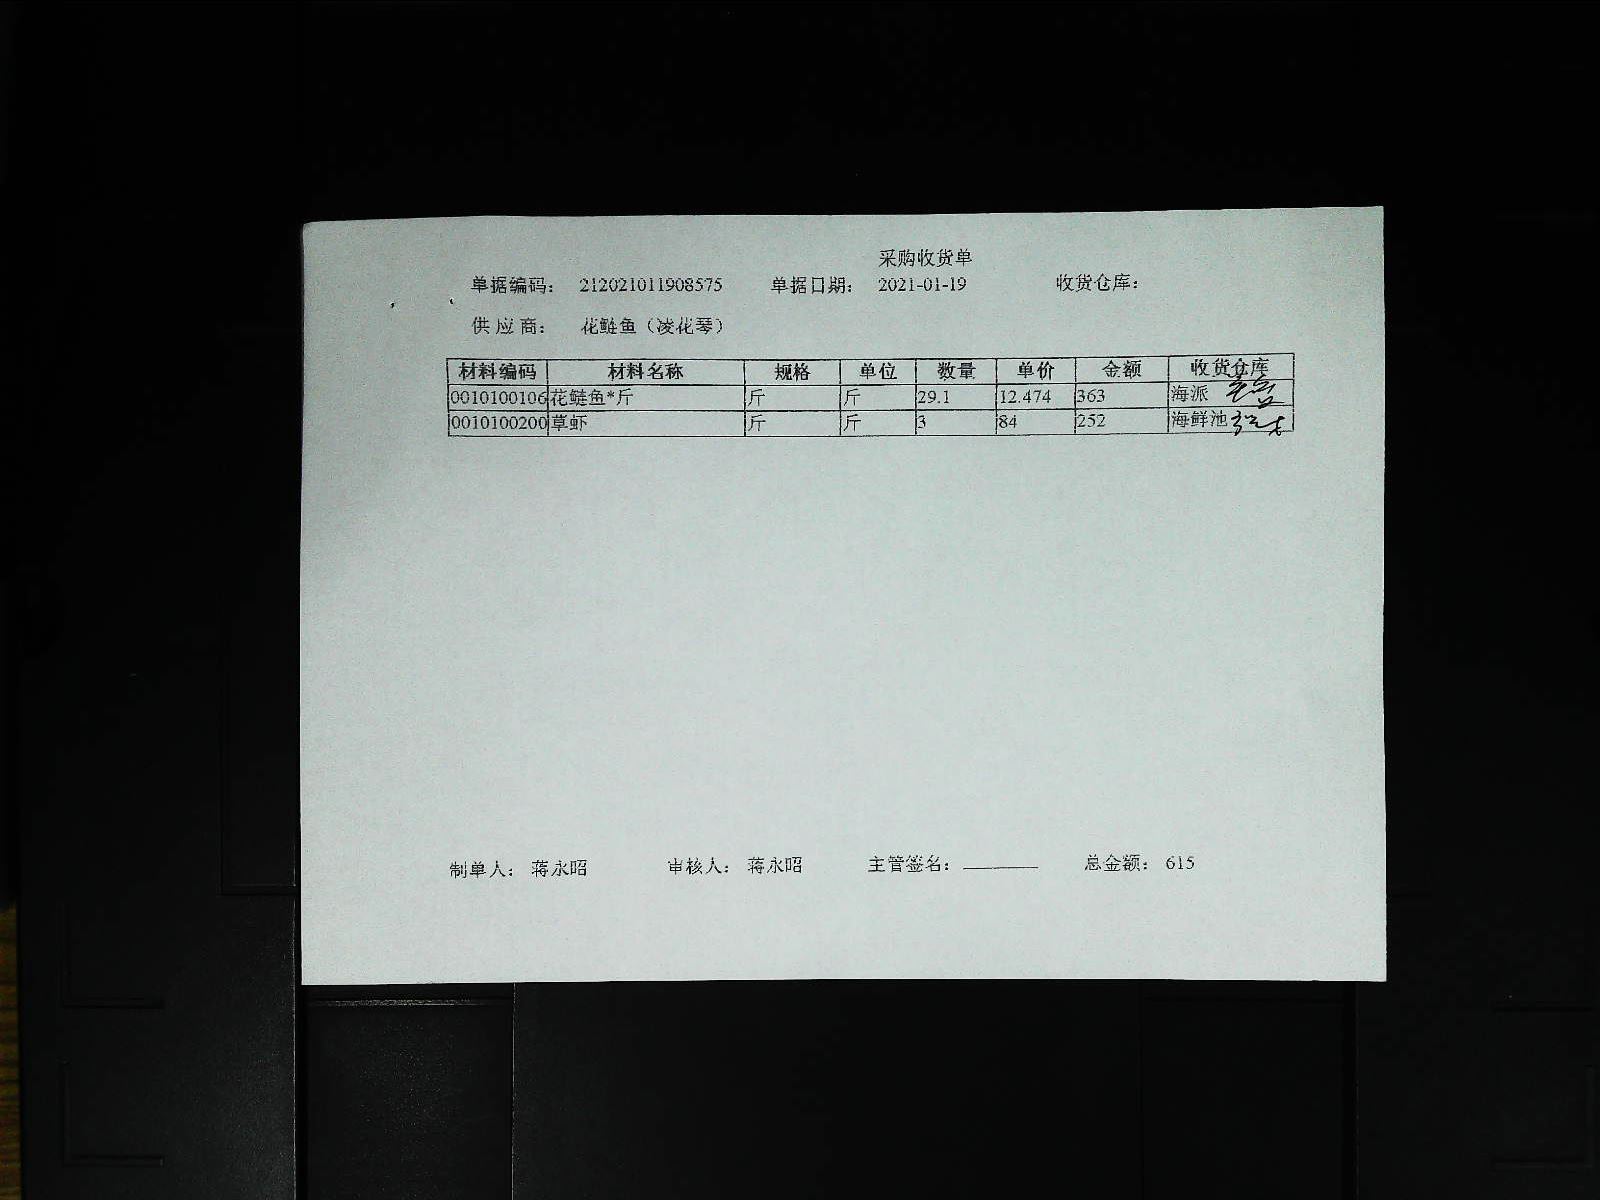 采购收货单
单据编码： 212021011908575 单据日期： 2021-01-19 收货仓库：
供 应 商： 花鲢鱼（凌花琴）
材料编码 材料名称 规格 单位 数量 单价 金额 收货仓库
0010100106 花鲢鱼*斤 斤 斤 29.1 12.474 363 海派
0010100200 草虾 斤 斤 3 84 252 海鲜池
制单人： 蒋永昭 审核人： 蒋永昭 主管签名： 总金额： 615